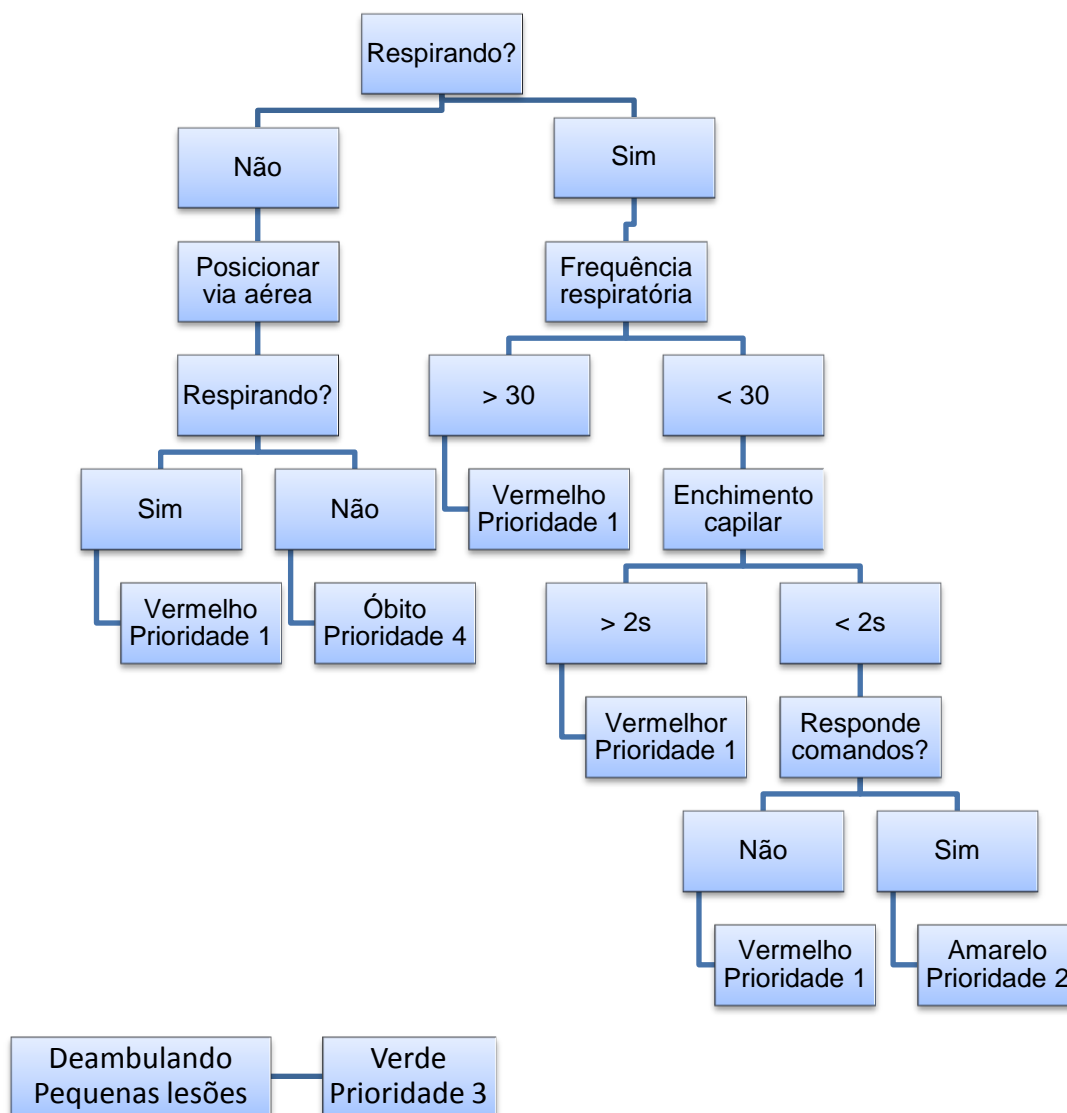 Respirando?
Não
Sim
Posicionar
via aérea
Frequência
respiratória
Respirando?
> 30
< 30
Sim
Não
Vermelho
Prioridade 1
Enchimento
capilar
Vermelho
Prioridade 1
Óbito
Prioridade 4
> 2s
< 2s
Vermelhor
Prioridade 1
Responde
comandos?
Não
Sim
Vermelho
Prioridade 1
Amarelo
Prioridade 2
Deambulando
Pequenas lesões
Verde
Prioridade 3